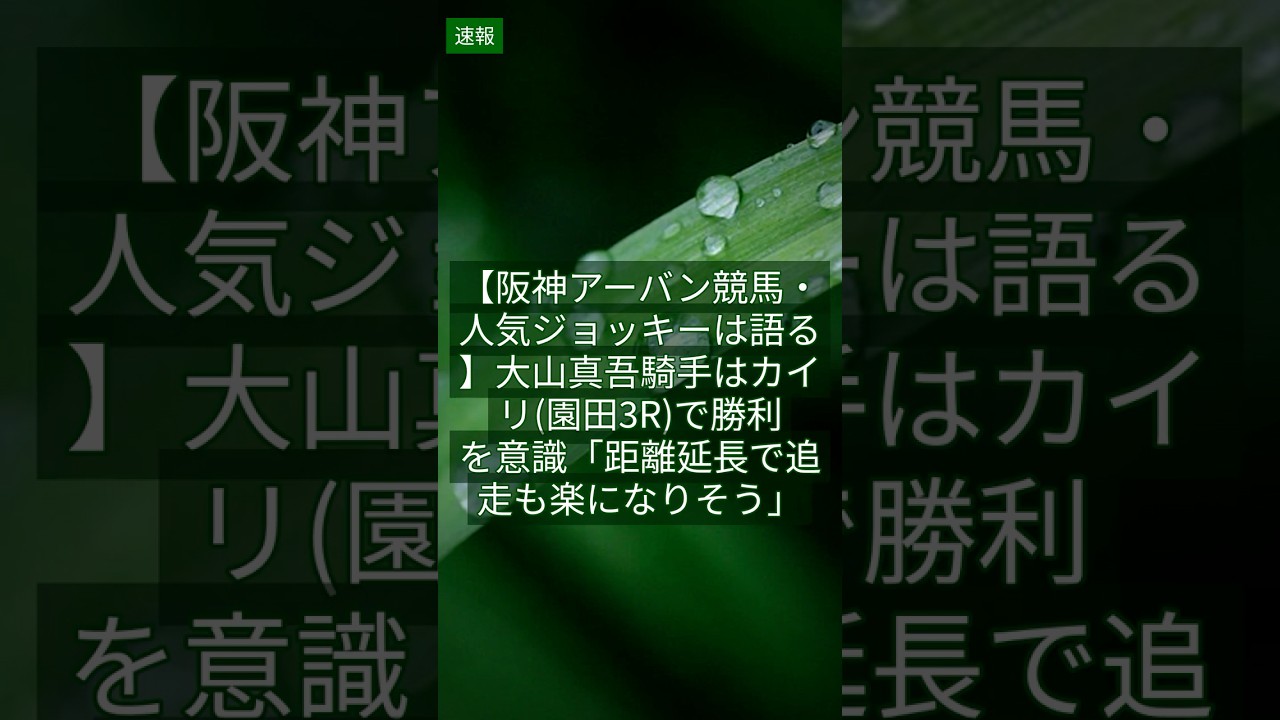 速報
【阪神アーバン競馬・
人気ジョッキーは語る
】大山真吾騎手はカイ
リ(園田3R)で勝利
を意識「距離延長で追
走も楽になりそう」